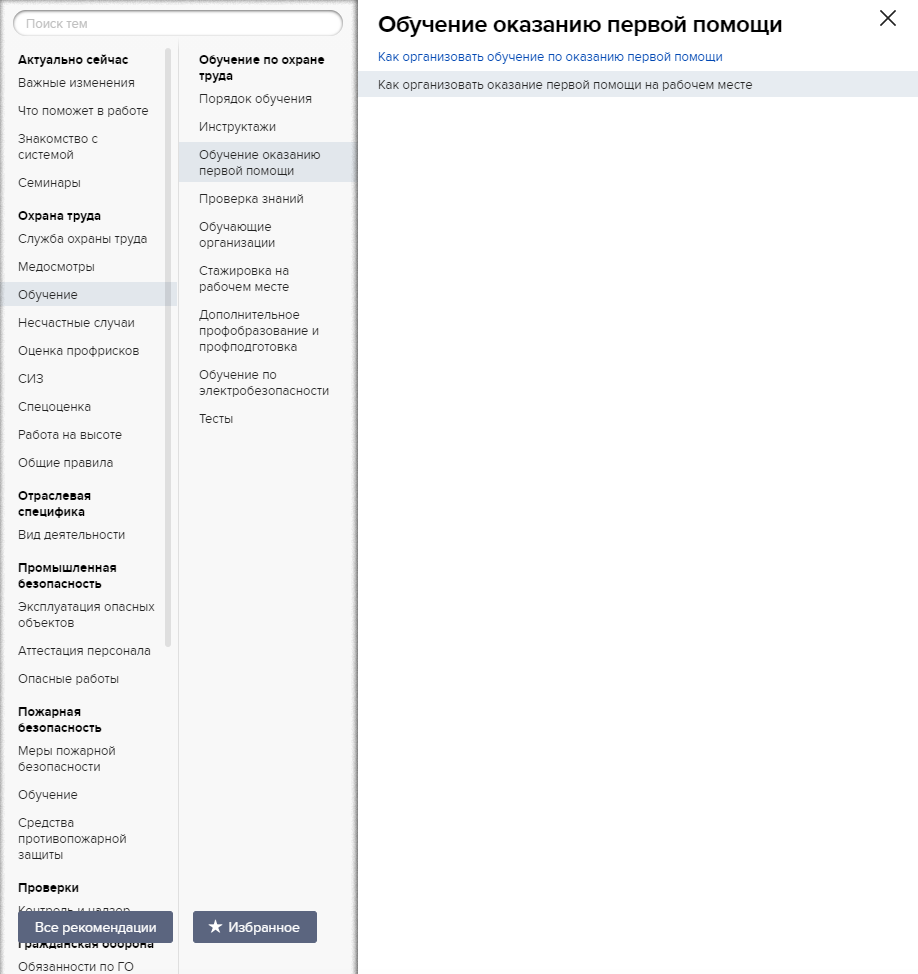 Поиск тем
Актуально сейчас
Важные изменения
Что поможет в работе
Знакомство с
системой
Семинары
Охрана труда
Служба охраны труда
Медосмотры
Обучение
Несчастные случаи
Оценка профрисков
СИЗ
Спецоценка
Работа на высоте
Общие правила
Отраслевая
специфика
Вид деятельности
Промышленная
безопасность
Эксплуатация опасных
объектов
Аттестация персонала
Опасные работы
Пожарная
безопасность
Меры пожарной
безопасности
Обучение
Средства
противопожарной
защиты
Проверки
Контроль и надзор
Все рекомендации
Гражданская оборона
Обязанности по ГО
Обучение по охране
труда
Порядок обучения
Инструктажи
Обучение оказанию
первой помощи
Проверка знаний
Обучающие
организации
Стажировка на
рабочем месте
Дополнительное
профобразование и
профподготовка
Обучение по
электробезопасности
Тесты
Избранное
Обучение оказанию первой помощи
Как организовать обучение по оказанию первой помощи
Как организовать оказание первой помощи на рабочем месте